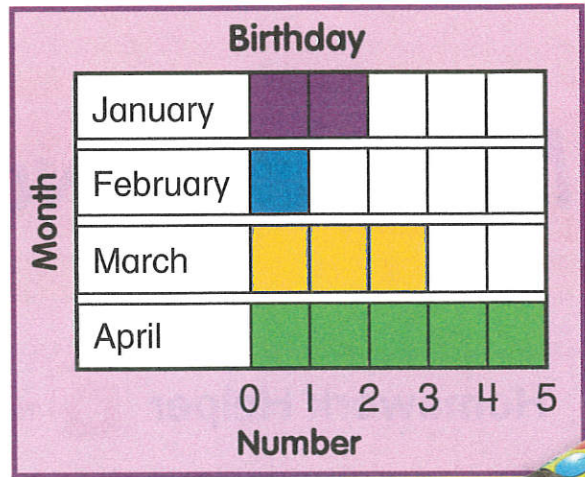 Birthday
Month
January
February
March
April
0 1 2 3 4 5
Number